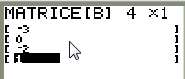 MATRICE[B] 4 ×1
[ -3 ]
[ 0 ]
[ -2 ]
[ ]